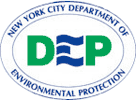 NEW YORK CITY DEPARTMENT OF
DEP
ENVIRONMENTAL PROTECTION